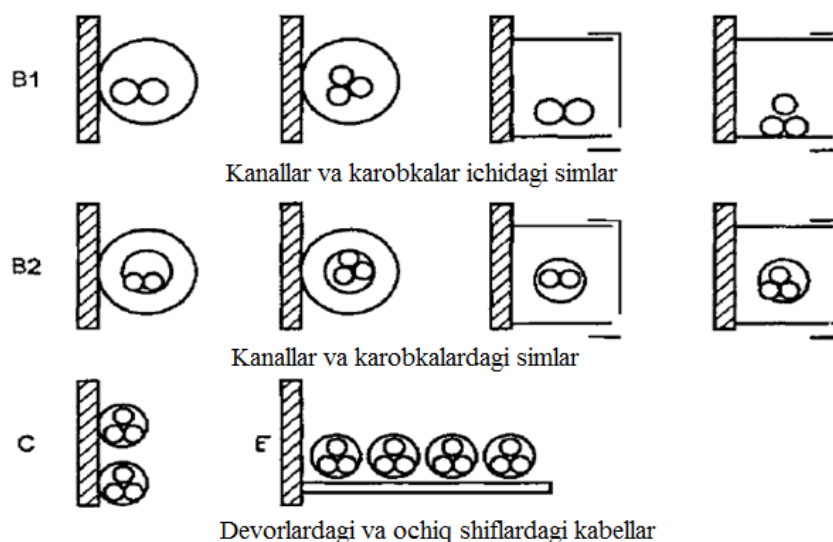 B1
Kanallar va karobkalar ichidagi simlar
B2
Kanallar va karobkalardagi simlar
C E
Devorlardagi va ochiq shiflardagi kabellar